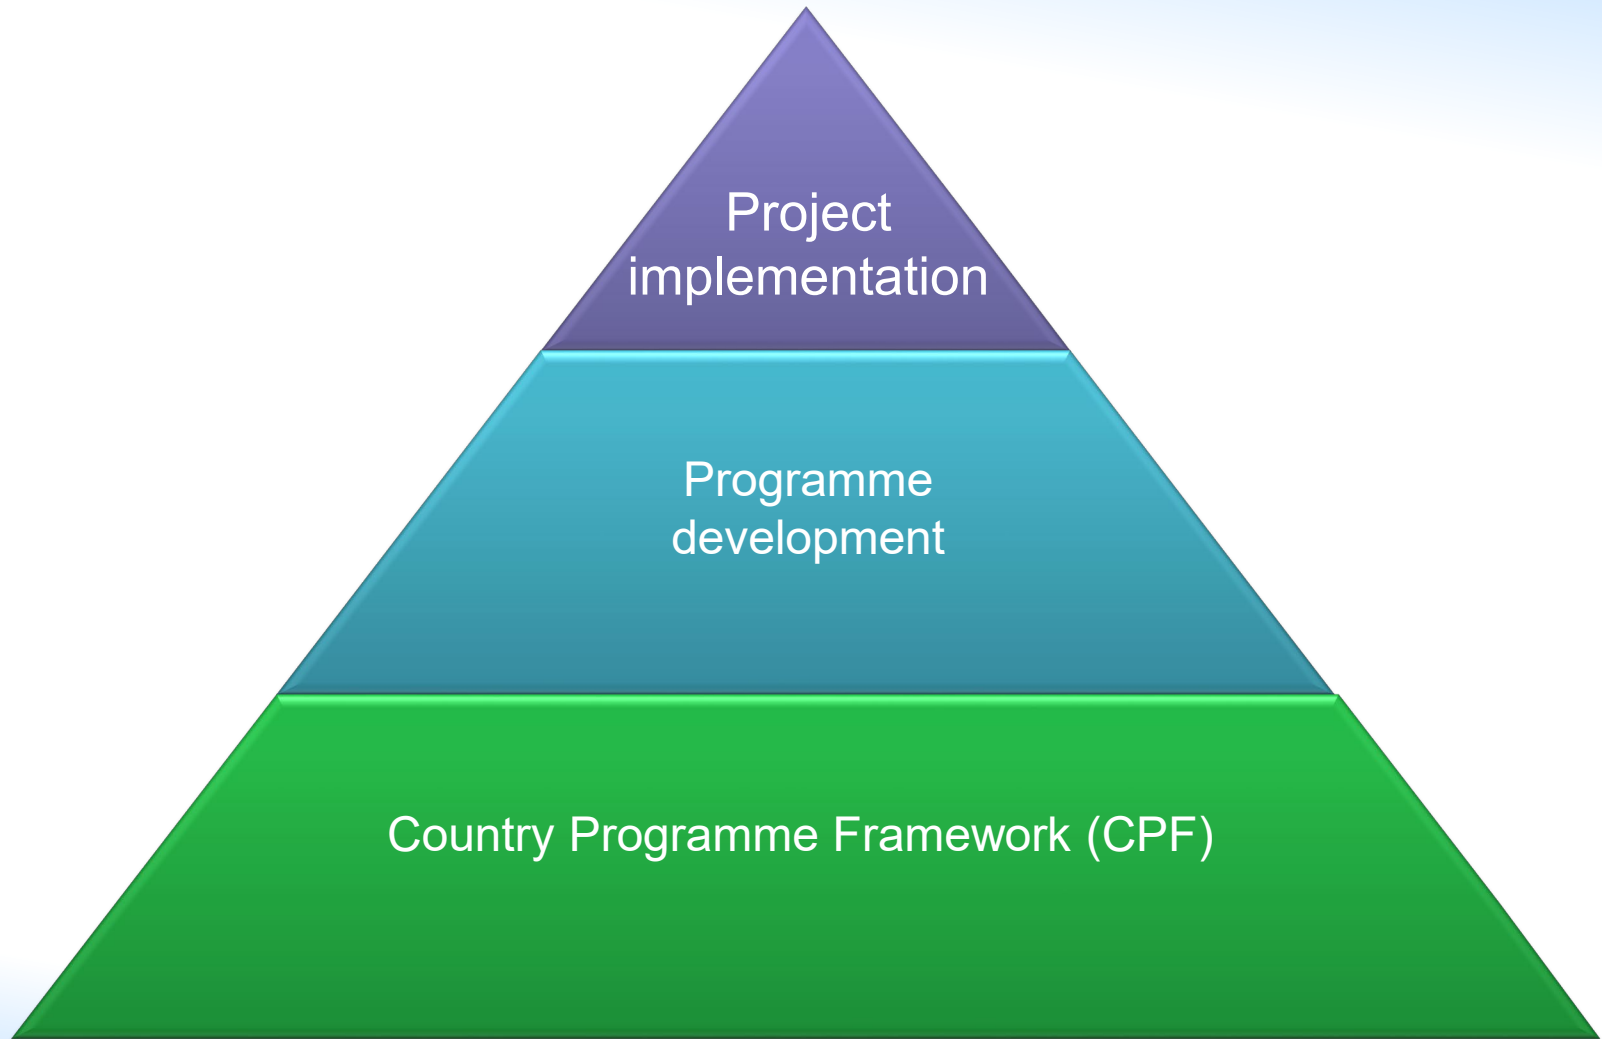 Project
implementation
Programme
development
Country Programme Framework (CPF)